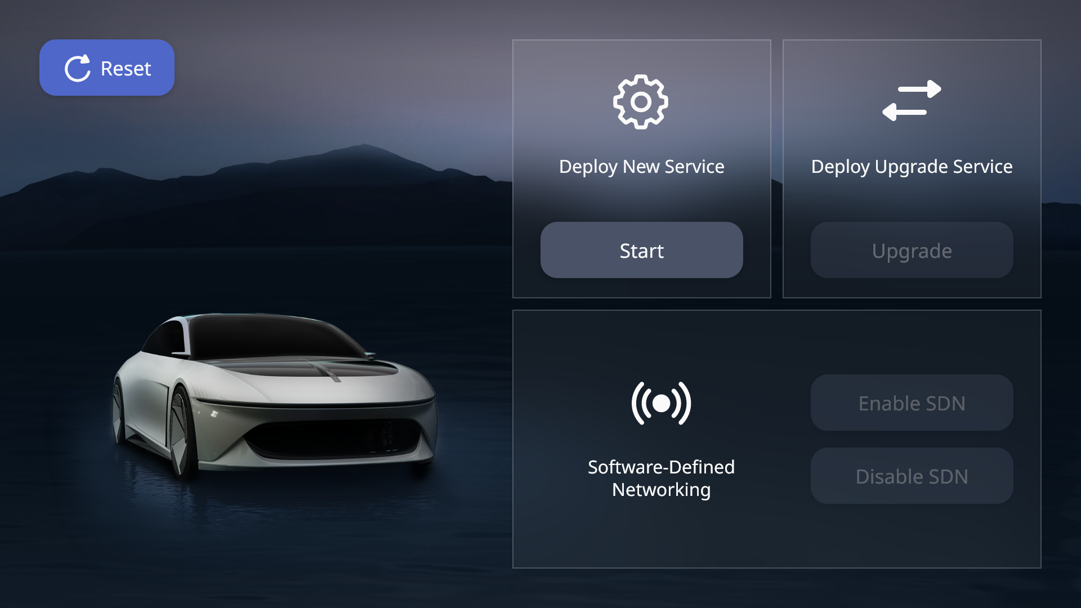 Reset
Deploy New Service
Start
Deploy Upgrade Service
Upgrade
Software-Defined
Networking
Enable SDN
Disable SDN